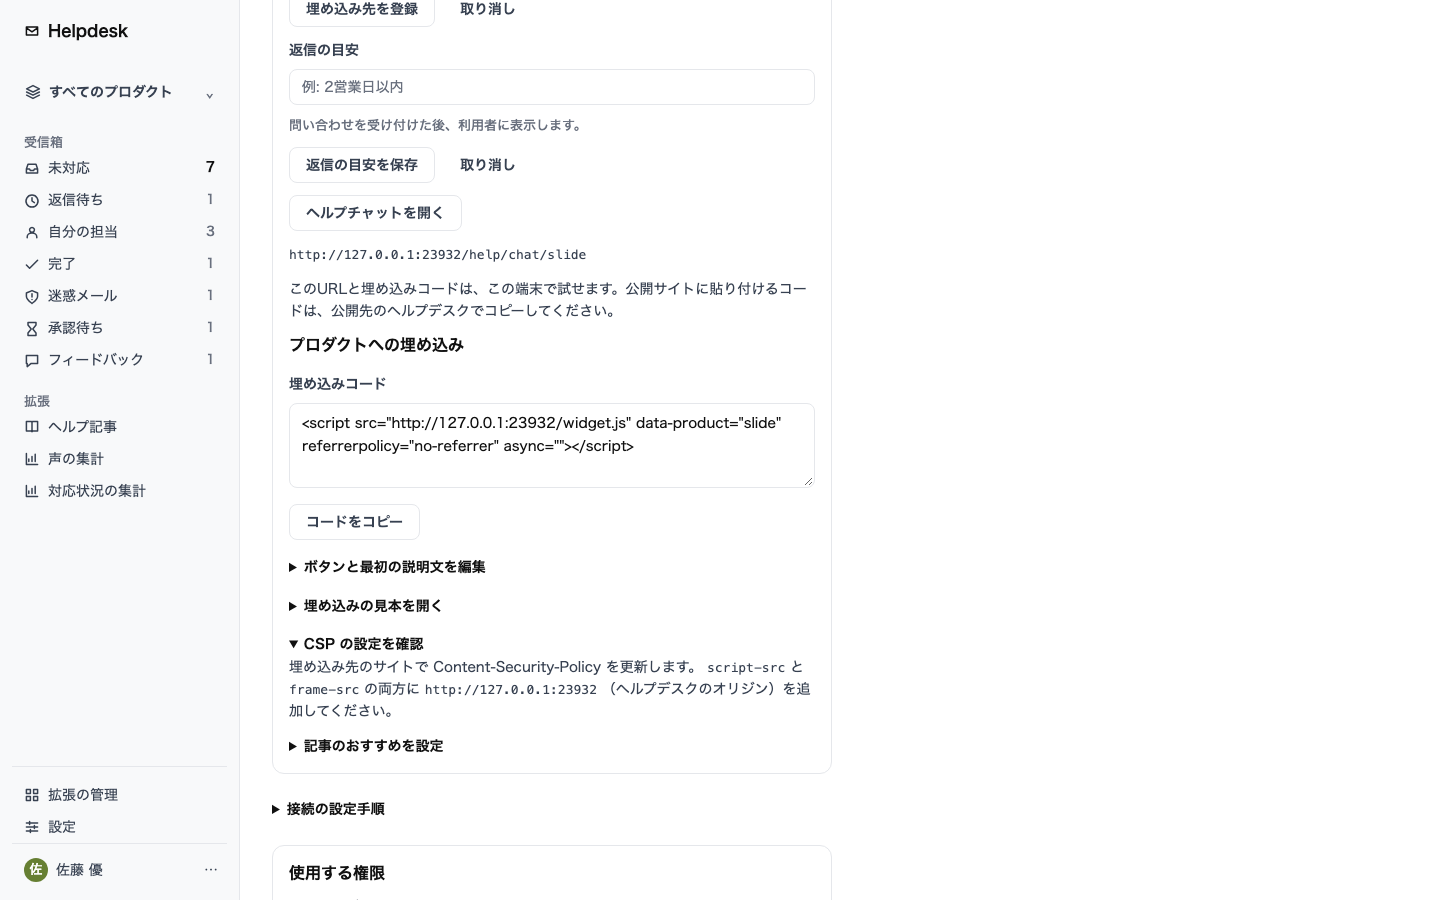 Helpdesk
すべてのプロダクト
受信箱
未対応 7
返信待ち 1
自分の担当 3
完了 1
迷惑メール 1
承認待ち 1
フィードバック 1
拡張
ヘルプ記事
声の集計
対応状況の集計
拡張の管理
設定
佐 佐藤 優 ...
埋め込み先を登録 取り消し
返信の目安
例: 2営業日以内
問い合わせを受け付けた後、利用者に表示します。
返信の目安を保存 取り消し
ヘルプチャットを開く
http://127.0.0.1:23932/help/chat/slide
このURLと埋め込みコードは、この端末で試せます。公開サイトに貼り付けるコー
ドは、公開先のヘルプデスクでコピーしてください。
プロダクトへの埋め込み
埋め込みコード
<script src="http://127.0.0.1:23932/widget.js" data-product="slide"
referrerpolicy="no-referrer" async=""></script>
コードをコピー
ボタンと最初の説明文を編集
埋め込みの見本を開く
CSP の設定を確認
埋め込み先のサイトで Content-Security-Policy を更新します。 script-src と
frame-src の両方に http://127.0.0.1:23932 （ヘルプデスクのオリジン）を追
加してください。
記事のおすすめを設定
接続の設定手順
使用する権限